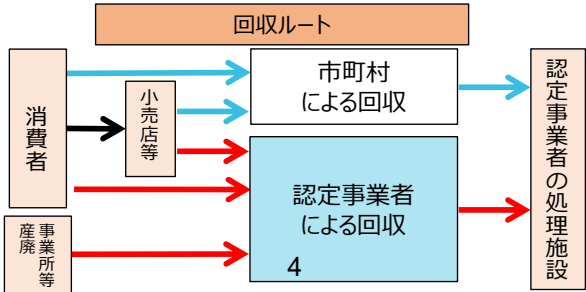 回収ルート
消費者
小売店等
市町村
による回収
認定事業者
による回収
4
認定事業者の処理施設
事業所等
産廃